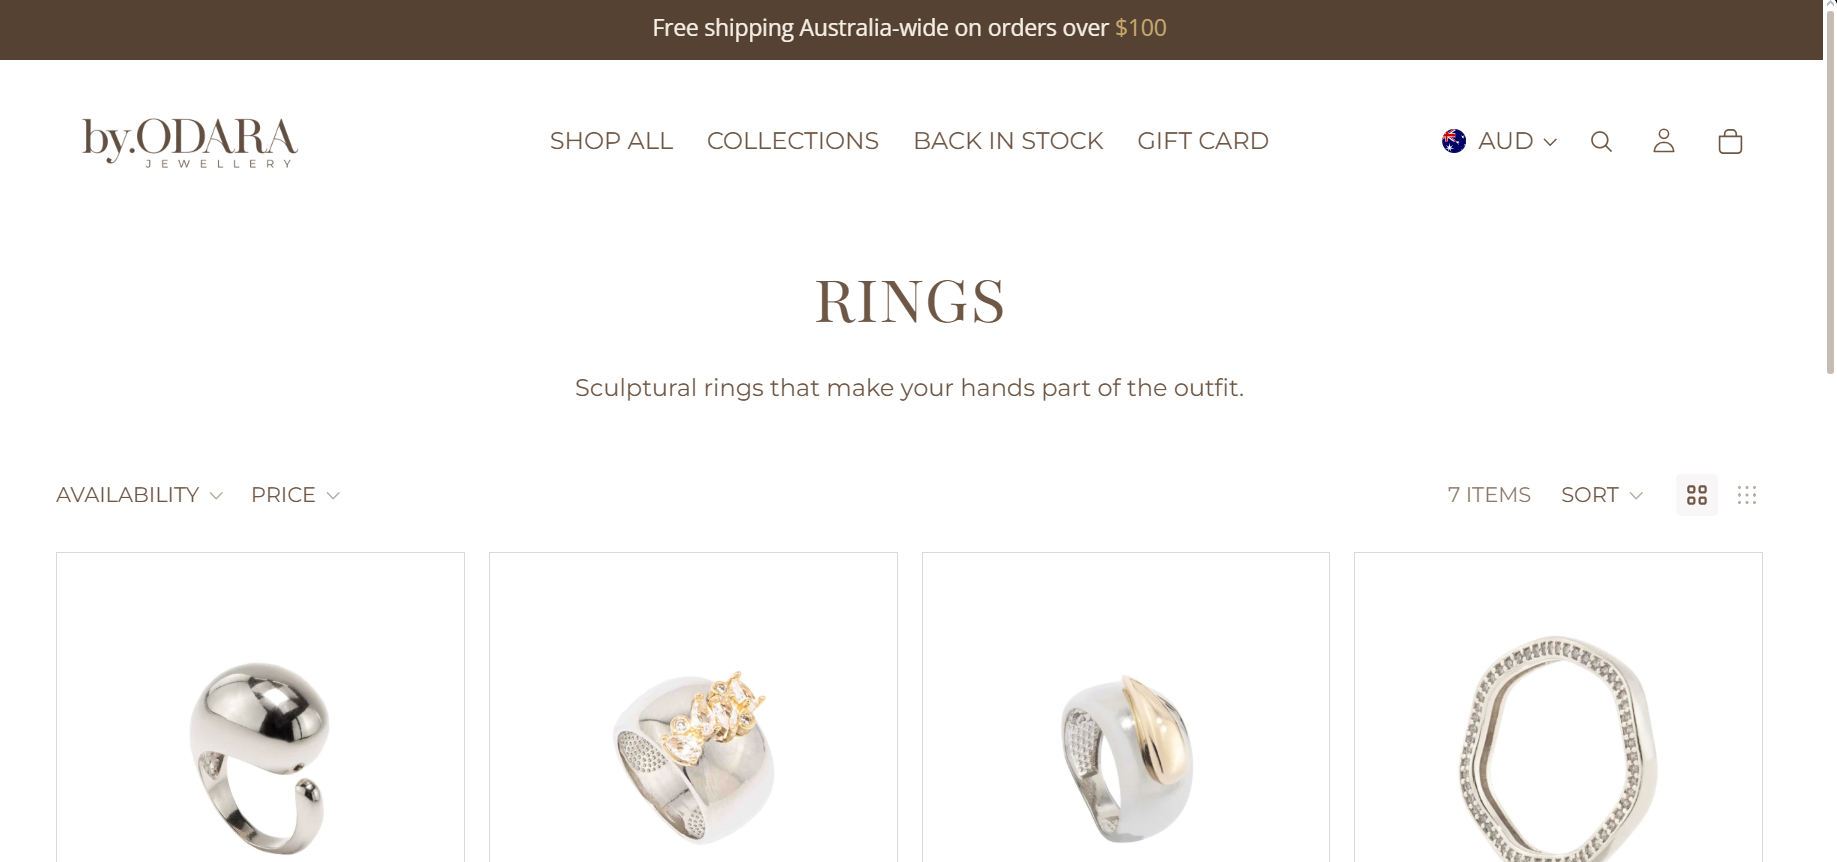 Free shipping Australia-wide on orders over $100
by.ODARA
JEWELLERY
SHOP ALL
COLLECTIONS
BACK IN STOCK
GIFT CARD
AUD
RINGS
Sculptural rings that make your hands part of the outfit.
AVAILABILITY
PRICE
7 ITEMS
SORT